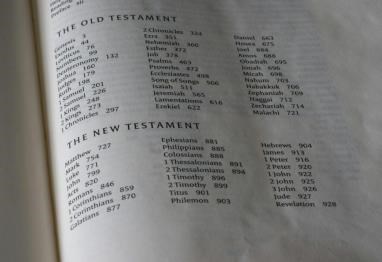 Preface xii
THE OLD TESTAMENT
Genesis 3
Exodus 44
Leviticus 76
Numbers 99
Deuteronomy 132
Joshua 160
Judges 179
Ruth 198
1 Samuel 201
2 Samuel 226
1 Kings 248
2 Kings 273
1 Chronicles 297
2 Chronicles 324
Ezra 351
Nehemiah 360
Esther 372
Job 378
Psalms 403
Proverbs 472
Ecclesiastes 498
Song of Songs 506
Isaiah 511
Jeremiah 565
Lamentations 616
Ezekiel 622
Daniel 663
Hosea 675
Joel 684
Amos 688
Obadiah 695
Jonah 696
Micah 698
Nahum 703
Habakkuk 706
Zephaniah 709
Haggai 712
Zechariah 714
Malachi 721
THE NEW TESTAMENT
Matthew 727
Mark 754
Luke 771
John 799
Acts 820
Romans 846
1 Corinthians 859
2 Corinthians 870
Galatians 877
Ephesians 881
Philippians 885
Colossians 888
1 Thessalonians 891
2 Thessalonians 894
1 Timothy 896
2 Timothy 899
Titus 901
Philemon 903
Hebrews 904
James 913
1 Peter 916
2 Peter 920
1 John 922
2 John 925
3 John 926
Jude 927
Revelation 928